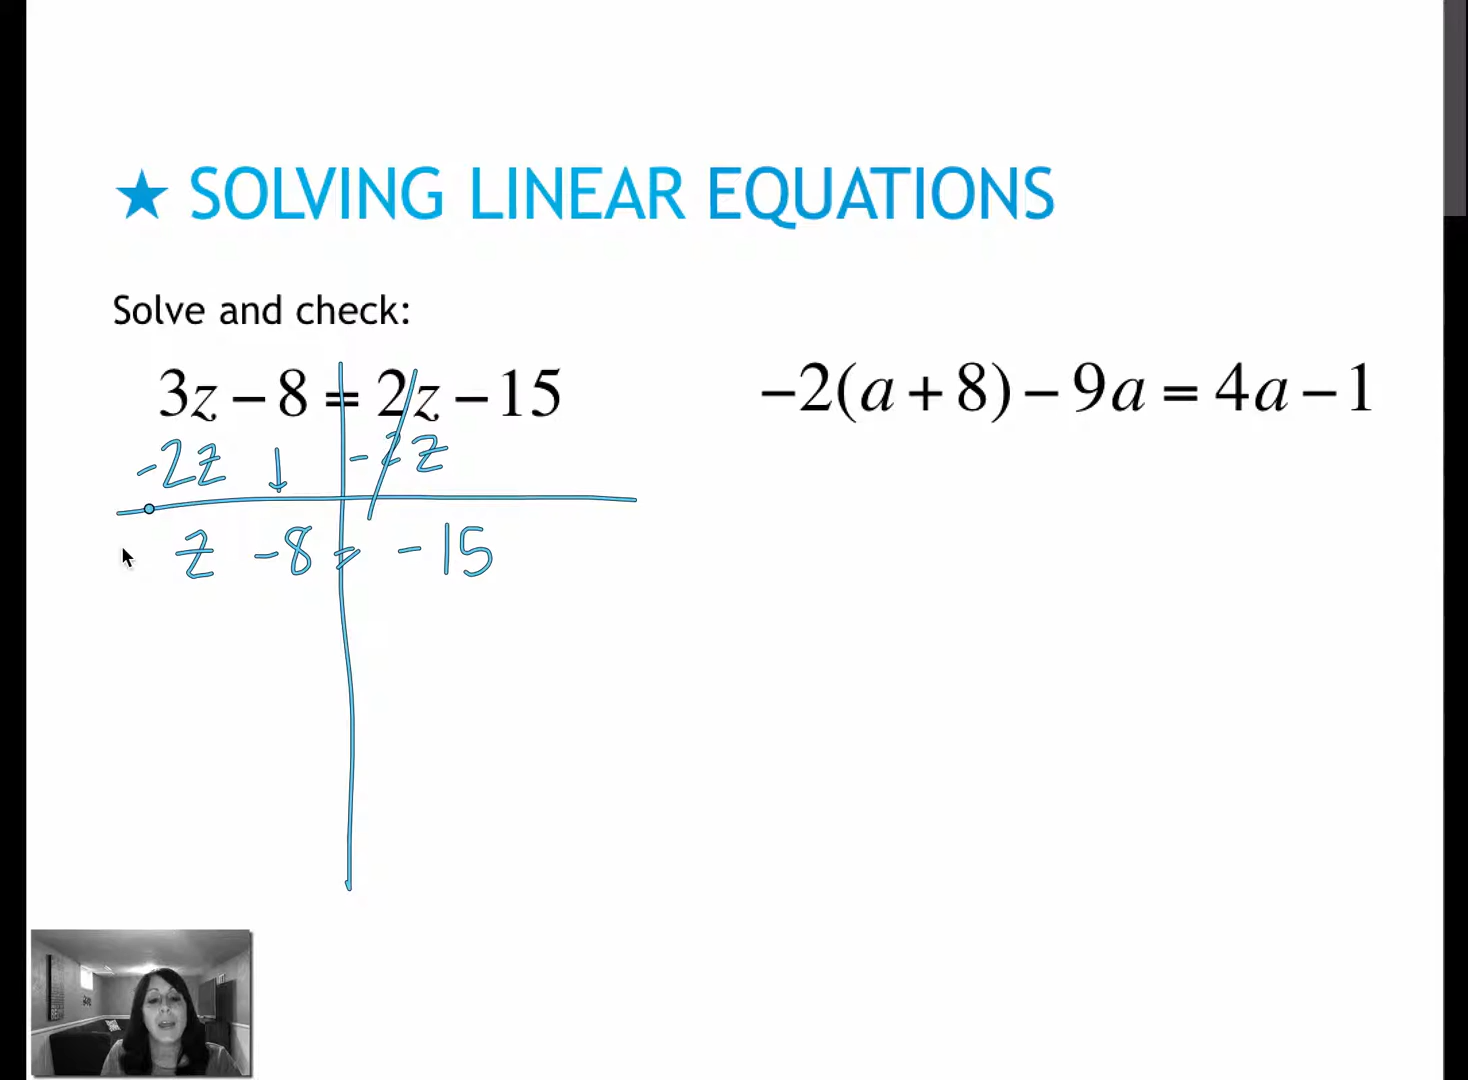 ★ SOLVING LINEAR EQUATIONS
Solve and check:
3z − 8 = 2z − 15
-2z ↓ -2z
z -8 = -15
−2(a + 8) − 9a = 4a − 1